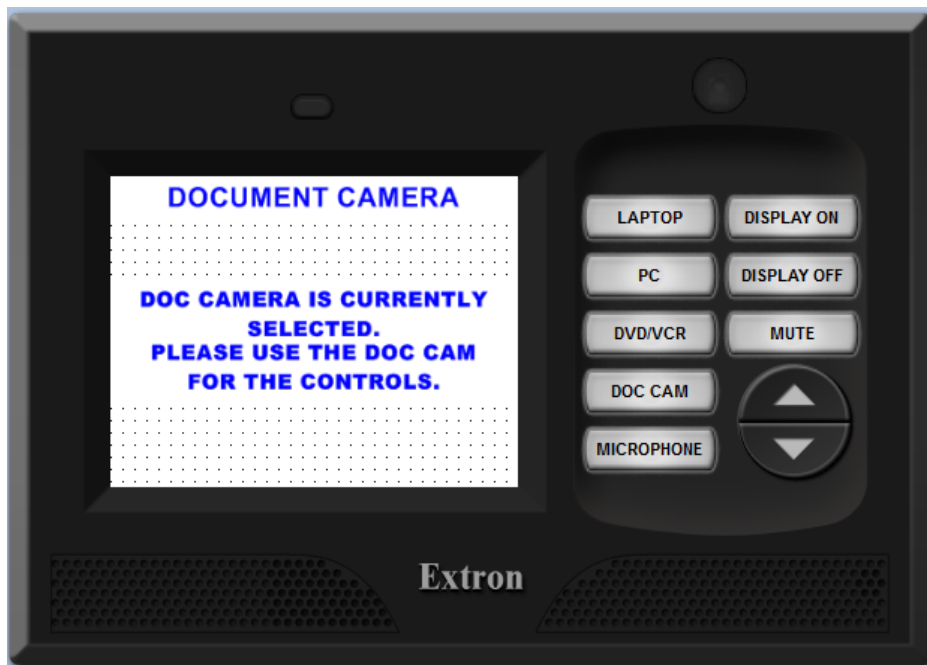 DOCUMENT CAMERA
DOC CAMERA IS CURRENTLY
SELECTED.
PLEASE USE THE DOC CAM
FOR THE CONTROLS.
LAPTOP
DISPLAY ON
PC
DISPLAY OFF
DVD/VCR
MUTE
DOC CAM
MICROPHONE
Extron